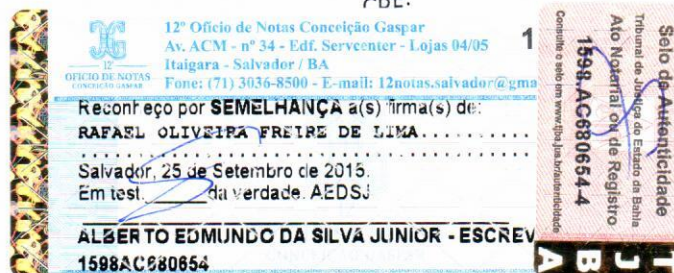 12º Ofício de Notas Conceição Gaspar
Av. ACM - nº 34 - Edf. Servcenter - Lojas 04/05
Itaigara - Salvador / BA
Fone: (71) 3036-8500 - E-mail: 12notas.salvador@gma
12º
OFICIO DE NOTAS
CONCEIÇÃO GASPAR
1
Reconheço por SEMELHANÇA a(s) firma(s) de:
RAFAEL OLIVEIRA FREIRE DE LIMA..........
Salvador, 25 de Setembro de 2015.
Em test. ______da verdade. AEDSJ
ALBERTO EDMUNDO DA SILVA JUNIOR - ESCREV
1598AC680654
Selo de Autenticidade
Tribunal de Justiça do Estado da Bahia
Ato Notarial ou de Registro
1598.AC680654-4
Consulte o selo em www.tjba.jus.br/autenticidade
T J B A